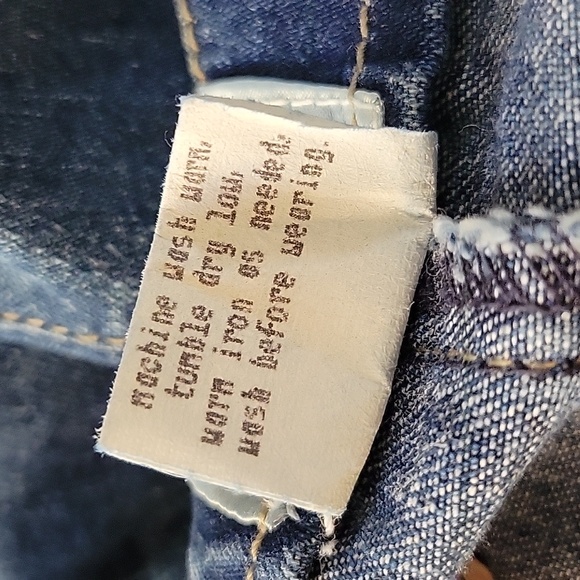 machine wash warm,
tumble dry low.
warm iron as needed.
wash before wearing.